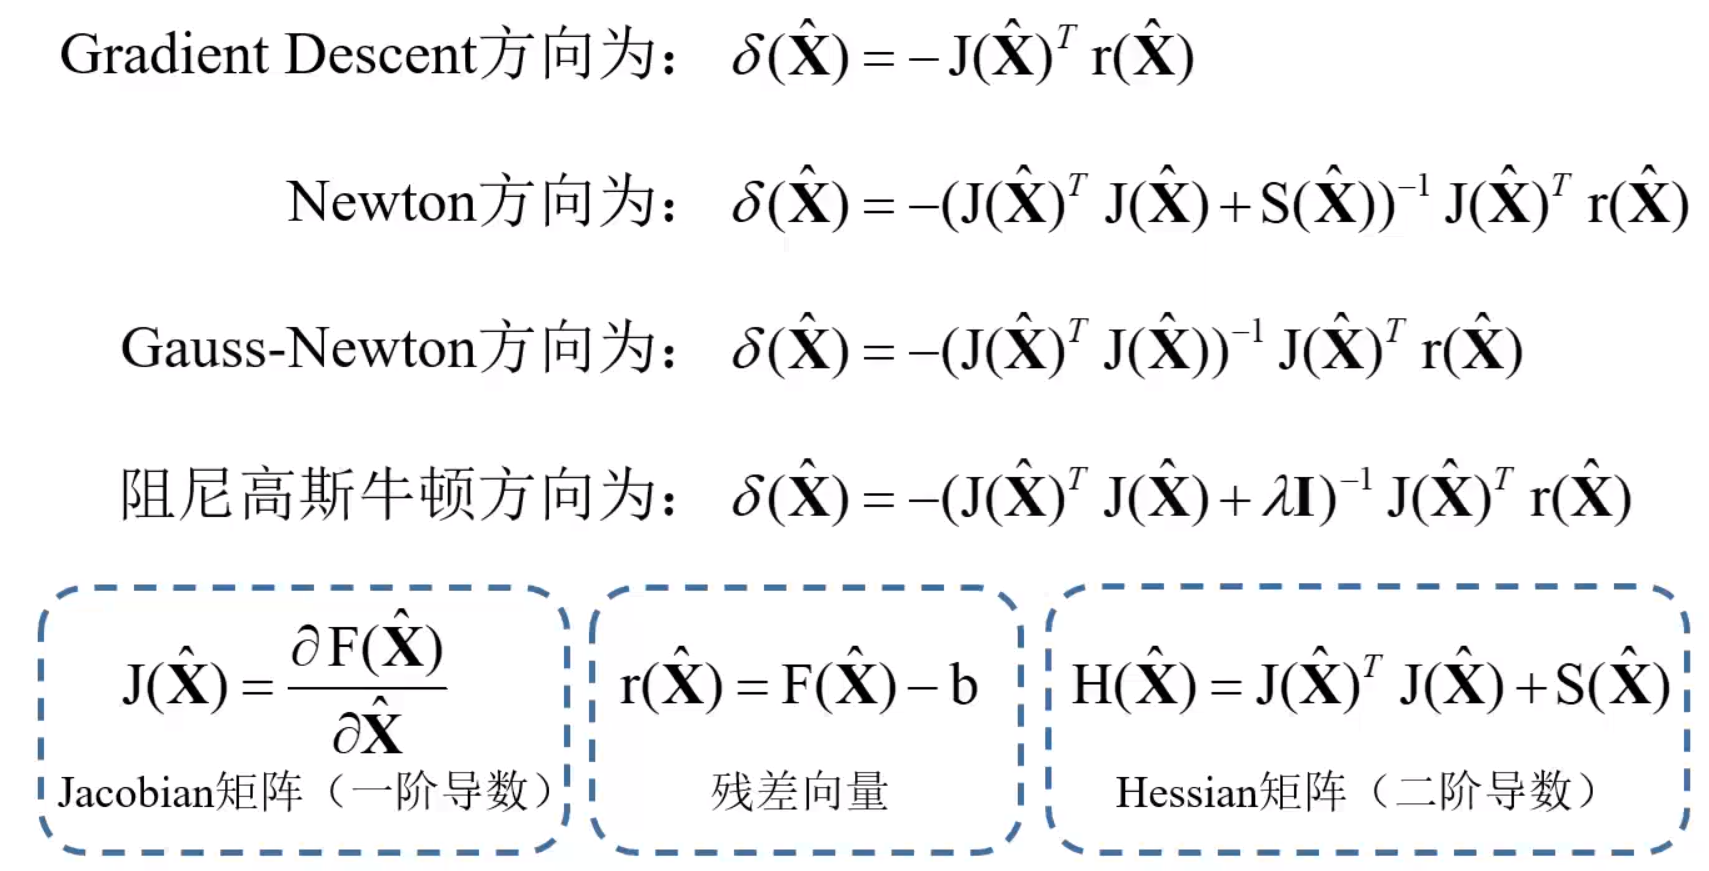 Gradient Descent方向为： δ(X̂) = −J(X̂)ᵀ r(X̂)
Newton方向为： δ(X̂) = −(J(X̂)ᵀ J(X̂) + S(X̂))⁻¹ J(X̂)ᵀ r(X̂)
Gauss-Newton方向为： δ(X̂) = −(J(X̂)ᵀ J(X̂))⁻¹ J(X̂)ᵀ r(X̂)
阻尼高斯牛顿方向为： δ(X̂) = −(J(X̂)ᵀ J(X̂) + λI)⁻¹ J(X̂)ᵀ r(X̂)
J(X̂) = ∂F(X̂)/∂X̂
Jacobian矩阵（一阶导数）
r(X̂) = F(X̂) − b
残差向量
H(X̂) = J(X̂)ᵀ J(X̂) + S(X̂)
Hessian矩阵（二阶导数）